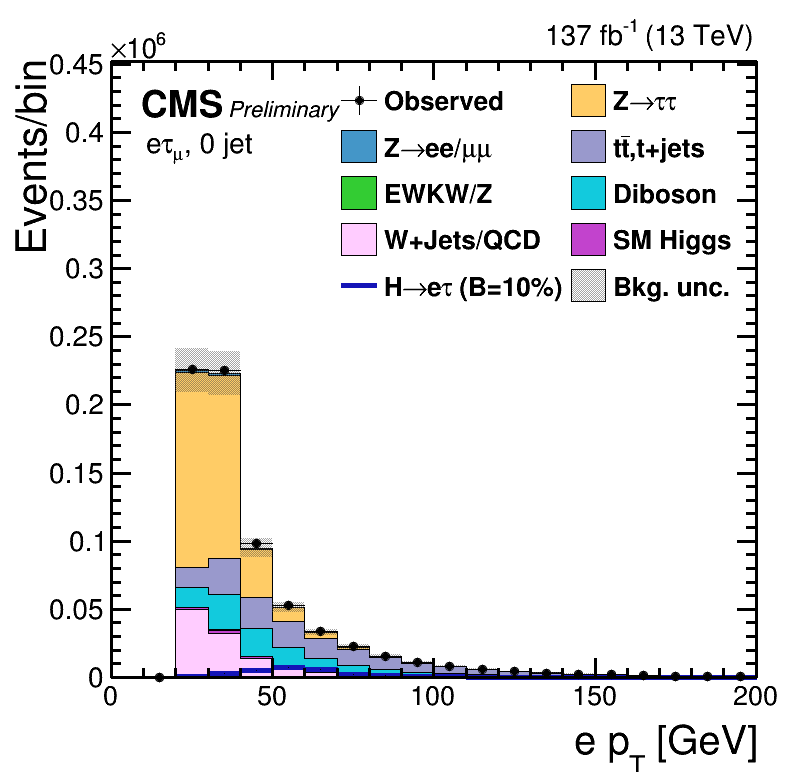 137 fb⁻¹ (13 TeV)
×10⁶
CMS Preliminary
eτμ, 0 jet
Observed
Z→ττ
Z→ee/μμ
tt̄,t+jets
EWKW/Z
Diboson
W+Jets/QCD
SM Higgs
H→eτ (B=10%)
Bkg. unc.
Events/bin
0.45
0.4
0.35
0.3
0.25
0.2
0.15
0.1
0.05
0
0 50 100 150 200
e p_T [GeV]